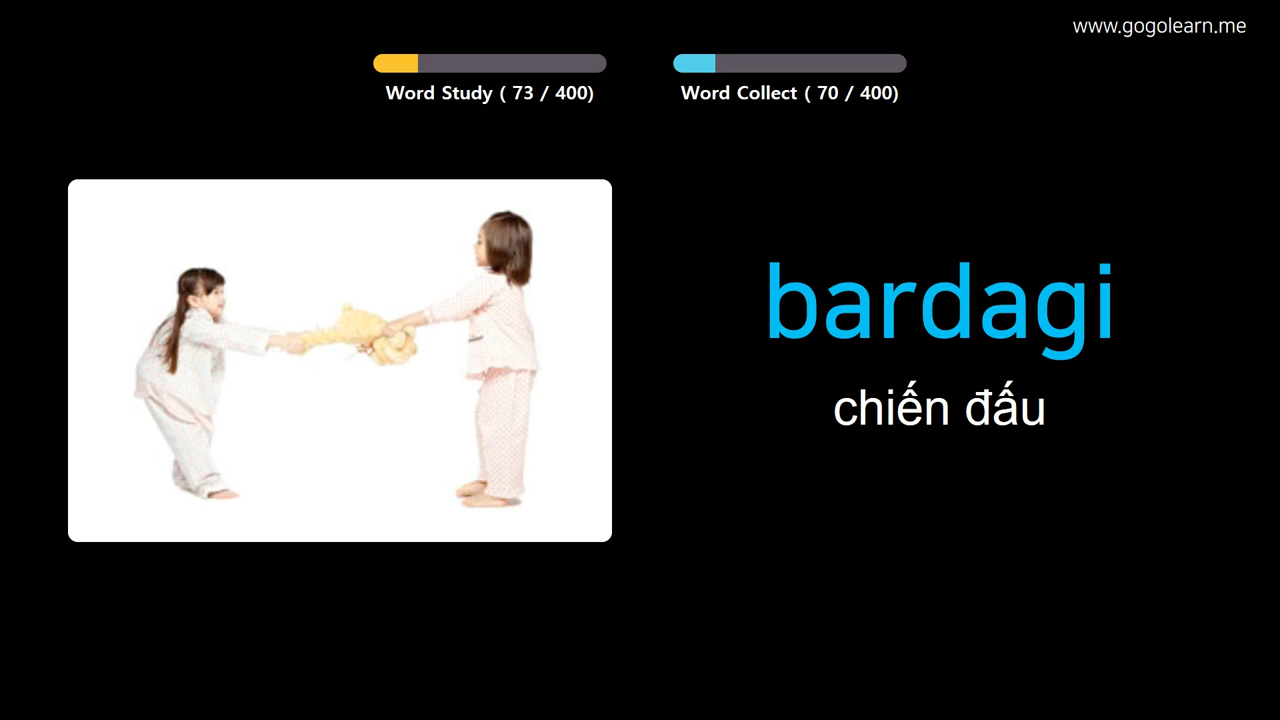 www.gogolearn.me
Word Study ( 73 / 400)
Word Collect ( 70 / 400)
bardagi
chiến đấu